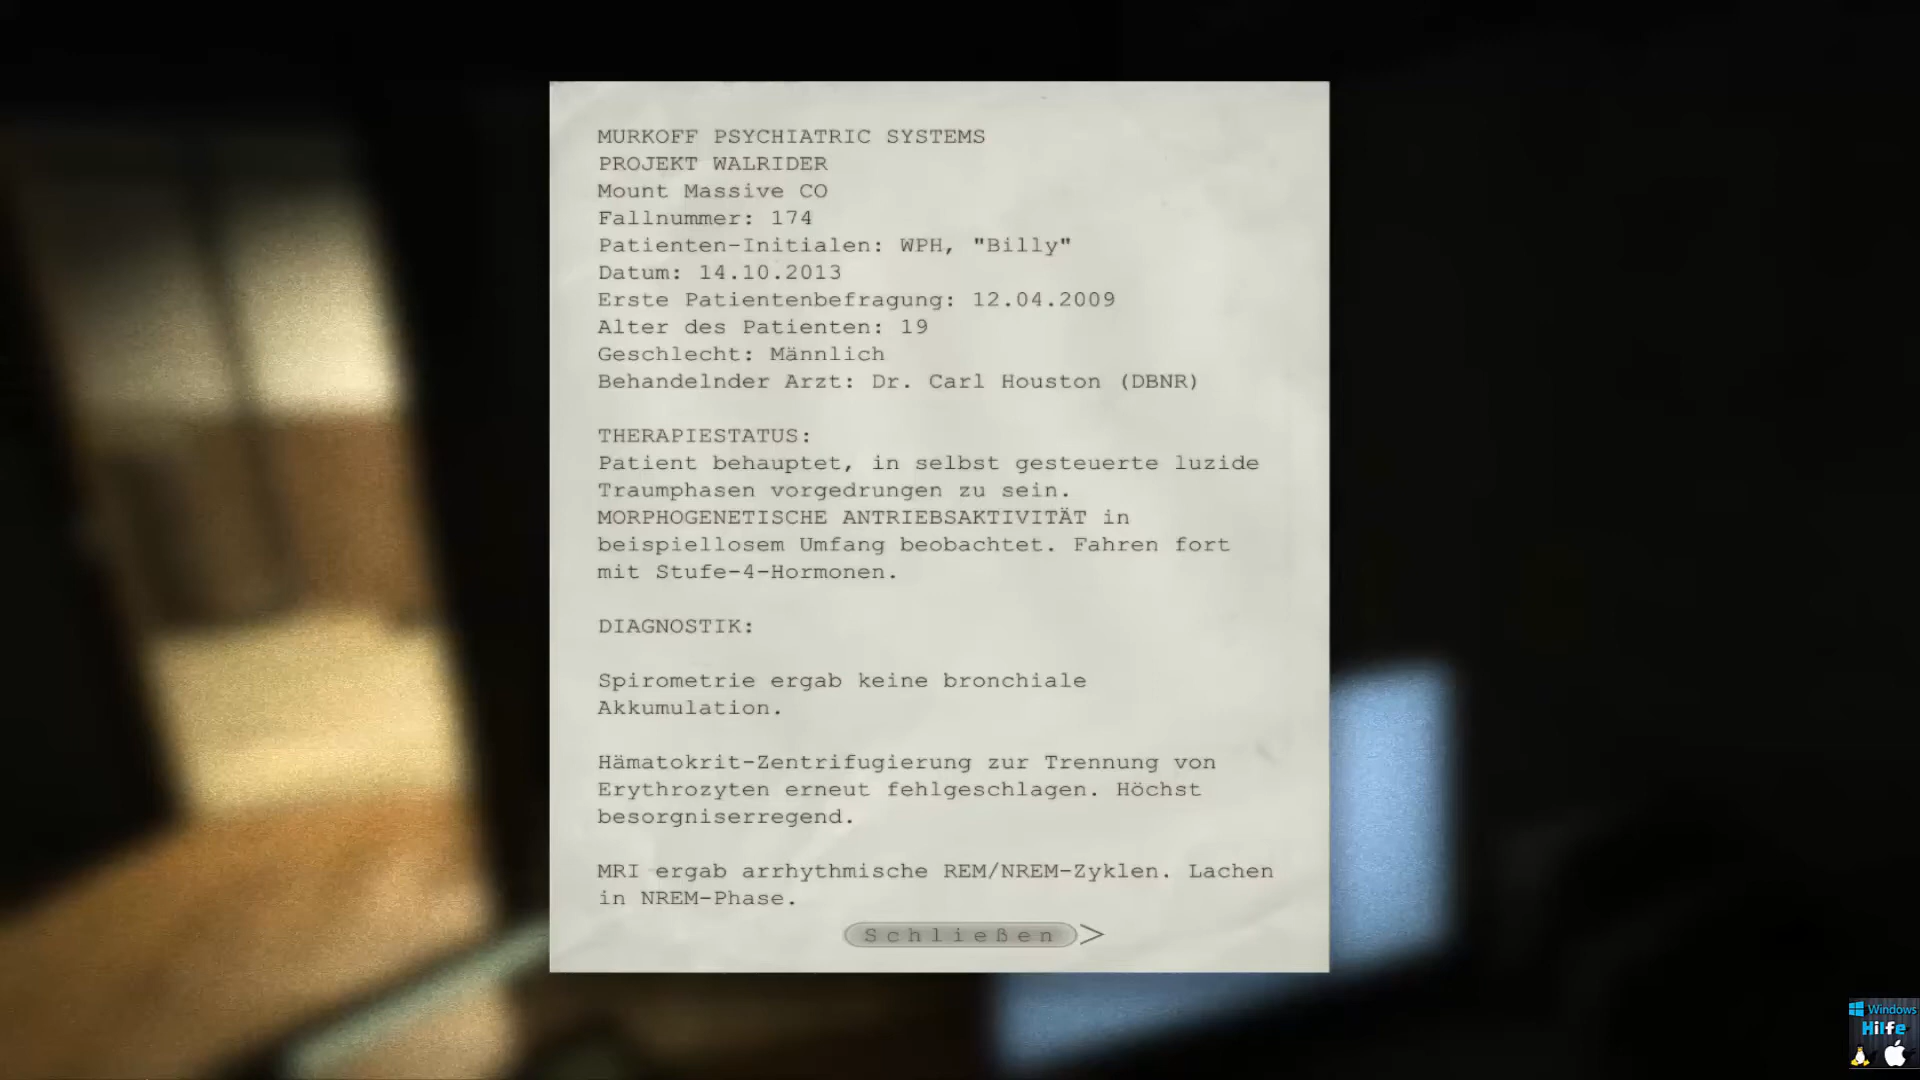 MURKOFF PSYCHIATRIC SYSTEMS
PROJEKT WALRIDER
Mount Massive CO
Fallnummer: 174
Patienten-Initialen: WPH, "Billy"
Datum: 14.10.2013
Erste Patientenbefragung: 12.04.2009
Alter des Patienten: 19
Geschlecht: Männlich
Behandelnder Arzt: Dr. Carl Houston (DBNR)
THERAPIESTATUS:
Patient behauptet, in selbst gesteuerte luzide
Traumphasen vorgedrungen zu sein.
MORPHOGENETISCHE ANTRIEBSAKTIVITÄT in
beispiellosem Umfang beobachtet. Fahren fort
mit Stufe-4-Hormonen.
DIAGNOSTIK:
Spirometrie ergab keine bronchiale
Akkumulation.
Hämatokrit-Zentrifugierung zur Trennung von
Erythrozyten erneut fehlgeschlagen. Höchst
besorgniserregend.
MRI ergab arrhythmische REM/NREM-Zyklen. Lachen
in NREM-Phase.
Schließen >
Windows
Hilfe